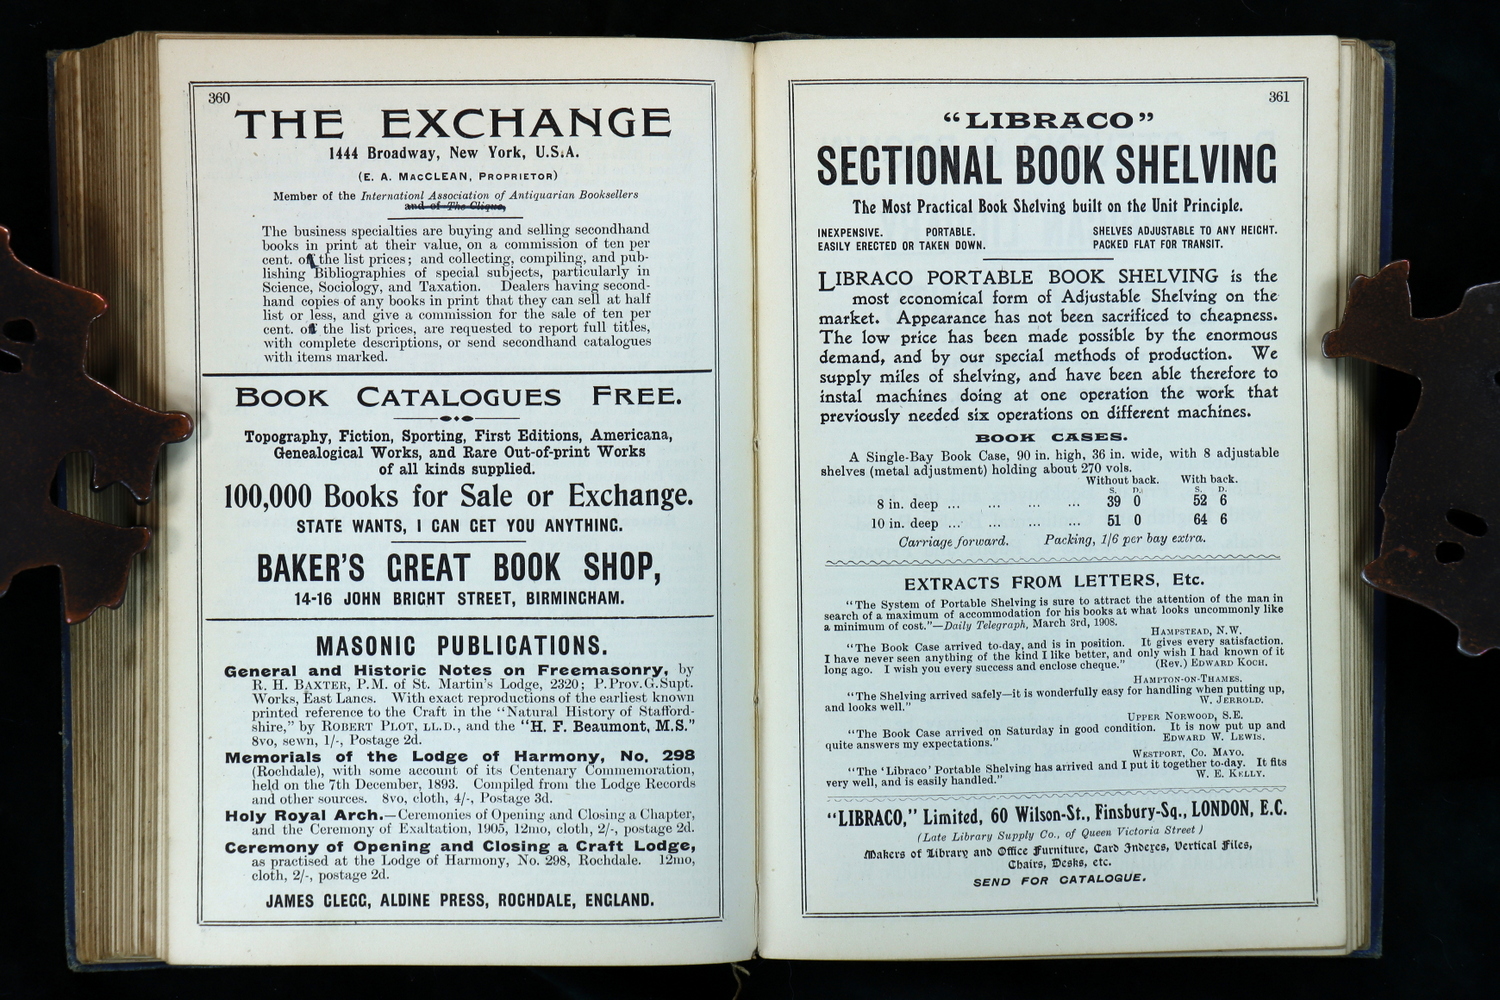 360
THE EXCHANGE
1444 Broadway, New York, U.S.A.
(E. A. MacClean, Proprietor)
Member of the Internationl Association of Antiquarian Booksellers
and of The Clique,
The business specialties are buying and selling secondhand
books in print at their value, on a commission of ten per
cent. of the list prices; and collecting, compiling, and pub-
lishing Bibliographies of special subjects, particularly in
Science, Sociology, and Taxation. Dealers having second-
hand copies of any books in print that they can sell at half
list or less, and give a commission for the sale of ten per
cent. of the list prices, are requested to report full titles,
with complete descriptions, or send secondhand catalogues
with items marked.
Book Catalogues Free.
Topography, Fiction, Sporting, First Editions, Americana,
Genealogical Works, and Rare Out-of-print Works
of all kinds supplied.
100,000 Books for Sale or Exchange.
STATE WANTS, I CAN GET YOU ANYTHING.
BAKER'S GREAT BOOK SHOP,
14-16 JOHN BRIGHT STREET, BIRMINGHAM.
MASONIC PUBLICATIONS.
General and Historic Notes on Freemasonry, by
R. H. Baxter, P.M. of St. Martin's Lodge, 2320; P.Prov.G.Supt.
Works, East Lancs. With exact reproductions of the earliest known
printed reference to the Craft in the "Natural History of Stafford-
shire," by Robert Plot, LL.D., and the "H. F. Beaumont, M.S."
8vo, sewn, 1/-, Postage 2d.
Memorials of the Lodge of Harmony, No. 298
(Rochdale), with some account of its Centenary Commemoration,
held on the 7th December, 1893. Compiled from the Lodge Records
and other sources. 8vo, cloth, 4/-, Postage 3d.
Holy Royal Arch.—Ceremonies of Opening and Closing a Chapter,
and the Ceremony of Exaltation, 1905, 12mo, cloth, 2/-, postage 2d.
Ceremony of Opening and Closing a Craft Lodge,
as practised at the Lodge of Harmony, No. 298, Rochdale. 12mo,
cloth, 2/-, postage 2d.
JAMES CLEGG, ALDINE PRESS, ROCHDALE, ENGLAND.
361
"LIBRACO"
SECTIONAL BOOK SHELVING
The Most Practical Book Shelving built on the Unit Principle.
INEXPENSIVE. PORTABLE. SHELVES ADJUSTABLE TO ANY HEIGHT.
EASILY ERECTED OR TAKEN DOWN. PACKED FLAT FOR TRANSIT.
LIBRACO PORTABLE BOOK SHELVING is the
most economical form of Adjustable Shelving on the
market. Appearance has not been sacrificed to cheapness.
The low price has been made possible by the enormous
demand, and by our special methods of production. We
supply miles of shelving, and have been able therefore to
instal machines doing at one operation the work that
previously needed six operations on different machines.
BOOK CASES.
A Single-Bay Book Case, 90 in. high, 36 in. wide, with 8 adjustable
shelves (metal adjustment) holding about 270 vols.
Without back. With back.
S. D. S. D.
8 in. deep ... ... ... ... 39 0 52 6
10 in. deep ... ... ... ... 51 0 64 6
Carriage forward. Packing, 1/6 per bay extra.
EXTRACTS FROM LETTERS, Etc.
"The System of Portable Shelving is sure to attract the attention of the man in
search of a maximum of accommodation for his books at what looks uncommonly like
a minimum of cost."—Daily Telegraph, March 3rd, 1908.
Hampstead, N.W.
"The Book Case arrived to-day, and is in position. It gives every satisfaction.
I have never seen anything of the kind I like better, and only wish I had known of it
long ago. I wish you every success and enclose cheque." (Rev.) Edward Koch.
Hampton-on-Thames.
"The Shelving arrived safely—it is wonderfully easy for handling when putting up,
and looks well." W. Jerrold.
Upper Norwood, S.E.
"The Book Case arrived on Saturday in good condition. It is now put up and
quite answers my expectations." Edward W. Lewis.
Westport, Co. Mayo.
"The 'Libraco' Portable Shelving has arrived and I put it together to-day. It fits
very well, and is easily handled." W. E. Kelly.
"LIBRACO," Limited, 60 Wilson-St., Finsbury-Sq., LONDON, E.C.
(Late Library Supply Co., of Queen Victoria Street)
Makers of Library and Office Furniture, Card Indexes, Vertical Files,
Chairs, Desks, etc.
SEND FOR CATALOGUE.